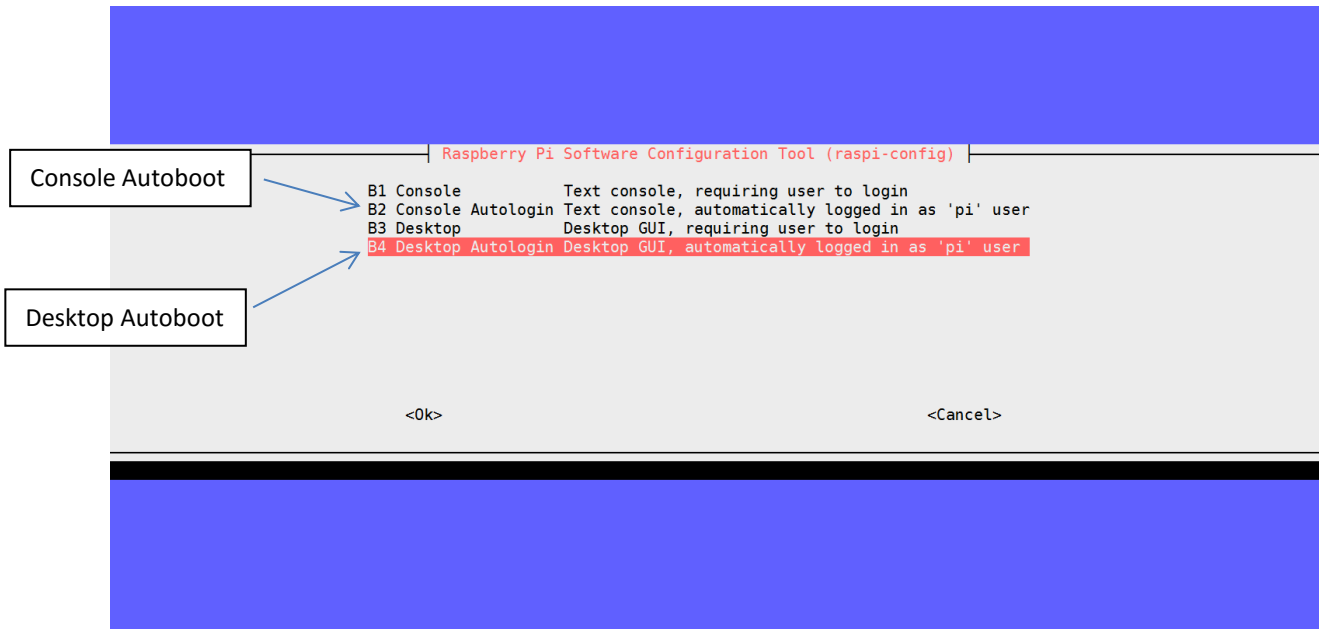 Raspberry Pi Software Configuration Tool (raspi-config)
Console Autoboot
B1 Console Text console, requiring user to login
B2 Console Autologin Text console, automatically logged in as 'pi' user
B3 Desktop Desktop GUI, requiring user to login
B4 Desktop Autologin Desktop GUI, automatically logged in as 'pi' user
Desktop Autoboot
<Ok> <Cancel>